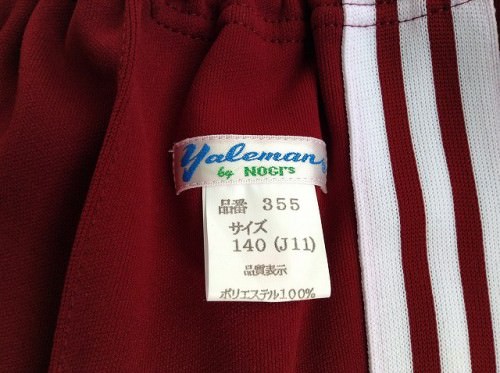 Yaleman
by NOGI's
品番 355
サイズ
140 (J11)
品質表示
ポリエステル100%